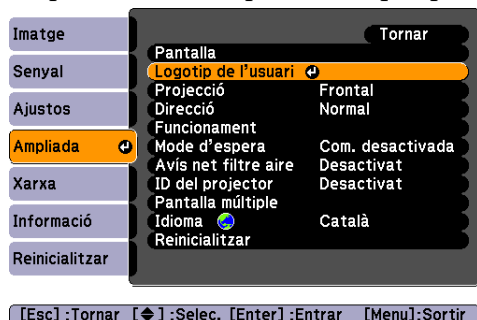 Imatge
Senyal
Ajustos
Ampliada
Xarxa
Informació
Reinicialitzar
Tornar
Pantalla
Logotip de l'usuari
Projecció Frontal
Direcció Normal
Funcionament
Mode d'espera Com. desactivada
Avís net filtre aire Desactivat
ID del projector Desactivat
Pantalla múltiple
Idioma Català
Reinicialitzar
[Esc] :Tornar [◆] :Selec. [Enter] :Entrar [Menu]:Sortir